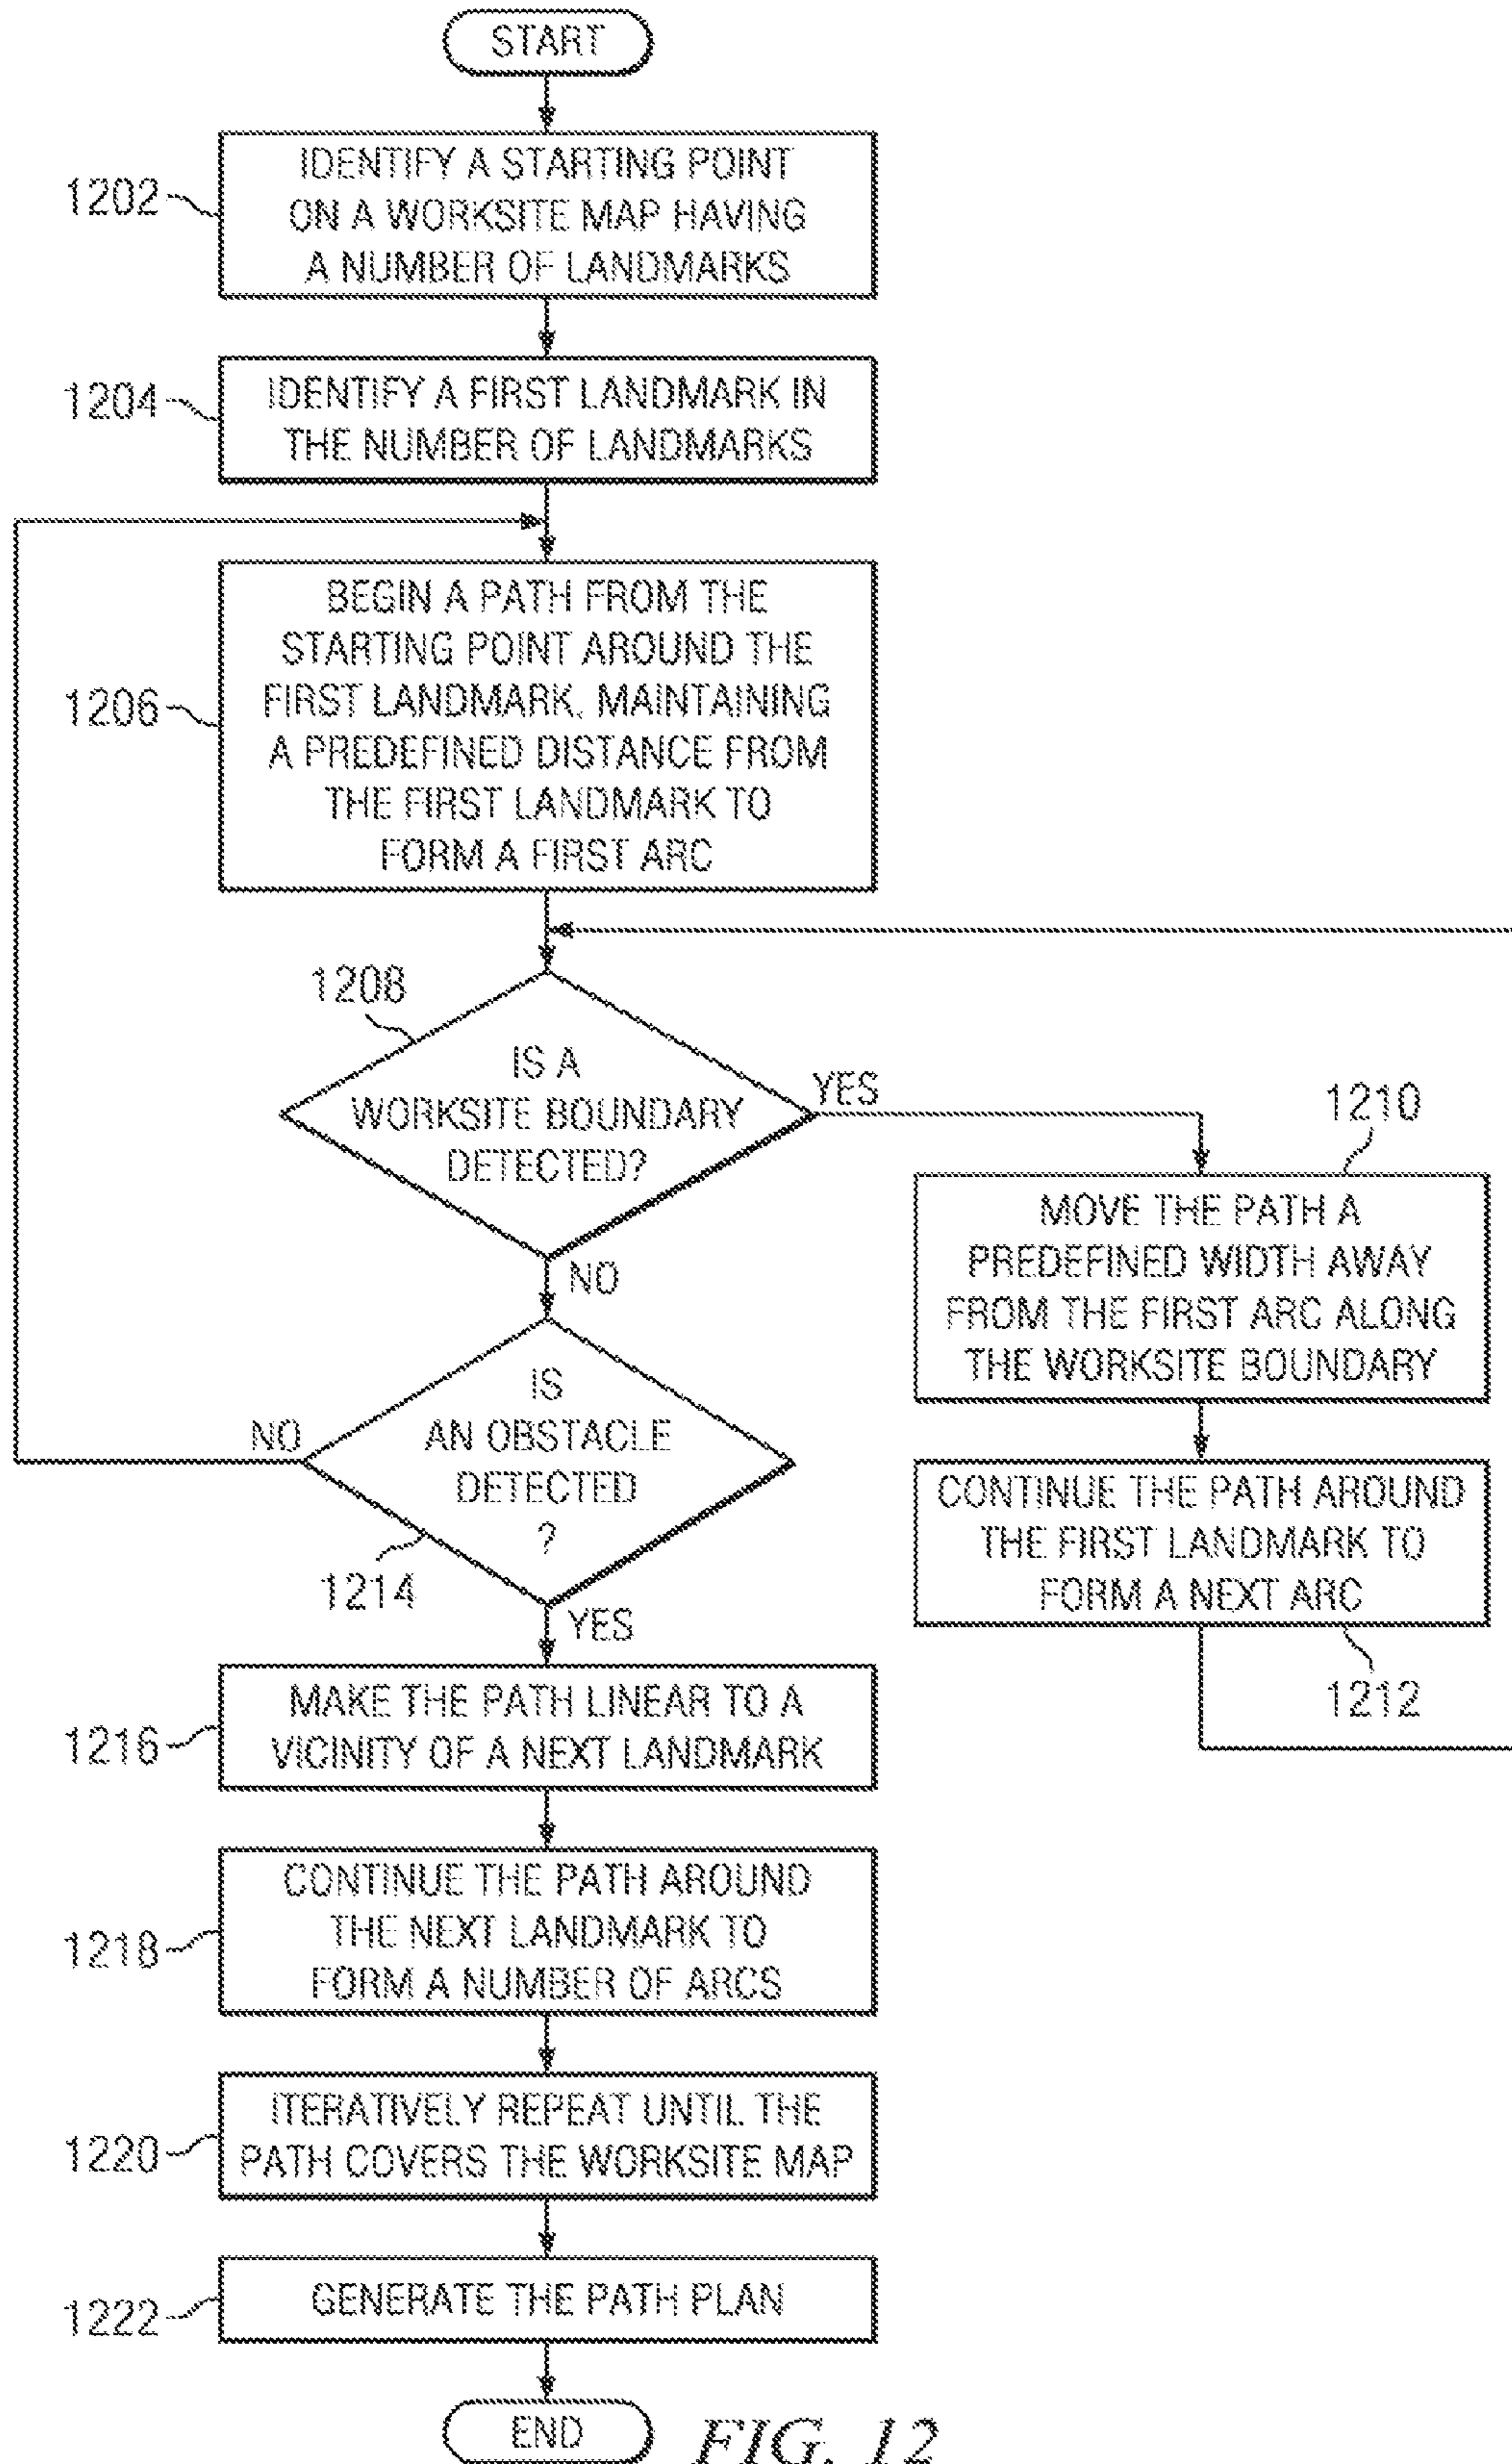 START
1202
IDENTIFY A STARTING POINT
ON A WORKSITE MAP HAVING
A NUMBER OF LANDMARKS
1204
IDENTIFY A FIRST LANDMARK IN
THE NUMBER OF LANDMARKS
1206
BEGIN A PATH FROM THE
STARTING POINT AROUND THE
FIRST LANDMARK, MAINTAINING
A PREDEFINED DISTANCE FROM
THE FIRST LANDMARK TO
FORM A FIRST ARC
1208
IS A
WORKSITE BOUNDARY
DETECTED?
YES
NO
1210
MOVE THE PATH A
PREDEFINED WIDTH AWAY
FROM THE FIRST ARC ALONG
THE WORKSITE BOUNDARY
CONTINUE THE PATH AROUND
THE FIRST LANDMARK TO
FORM A NEXT ARC
1212
IS
AN OBSTACLE
DETECTED
?
NO
1214
YES
1216
MAKE THE PATH LINEAR TO A
VICINITY OF A NEXT LANDMARK
1218
CONTINUE THE PATH AROUND
THE NEXT LANDMARK TO
FORM A NUMBER OF ARCS
1220
ITERATIVELY REPEAT UNTIL THE
PATH COVERS THE WORKSITE MAP
1222
GENERATE THE PATH PLAN
END
FIG. 12